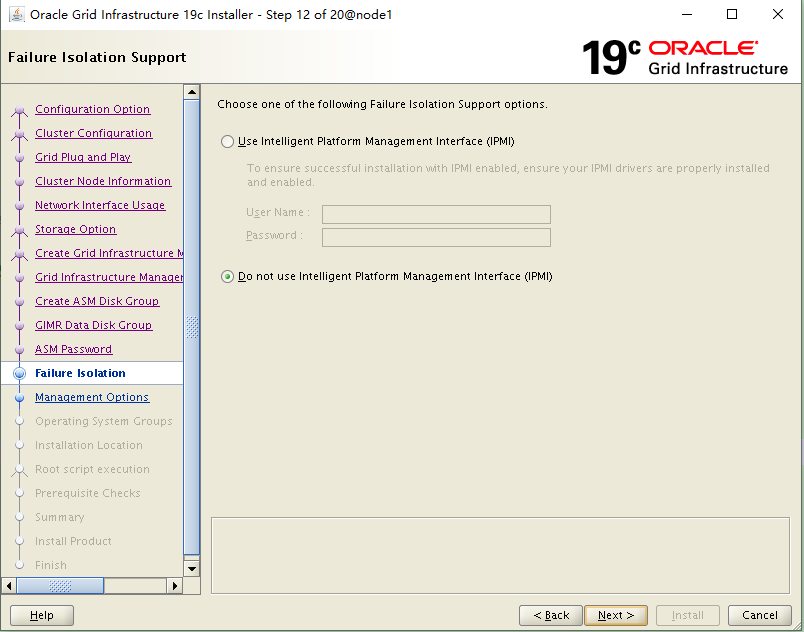 Oracle Grid Infrastructure 19c Installer - Step 12 of 20@node1
Failure Isolation Support
19c ORACLE
Grid Infrastructure
Configuration Option
Cluster Configuration
Grid Plug and Play
Cluster Node Information
Network Interface Usage
Storage Option
Create Grid Infrastructure M
Grid Infrastructure Manager
Create ASM Disk Group
GIMR Data Disk Group
ASM Password
Failure Isolation
Management Options
Operating System Groups
Installation Location
Root script execution
Prerequisite Checks
Summary
Install Product
Finish
Choose one of the following Failure Isolation Support options.
Use Intelligent Platform Management Interface (IPMI)
To ensure successful installation with IPMI enabled, ensure your IPMI drivers are properly installed
and enabled.
User Name :
Password :
Do not use Intelligent Platform Management Interface (IPMI)
Help
< Back
Next >
Install
Cancel